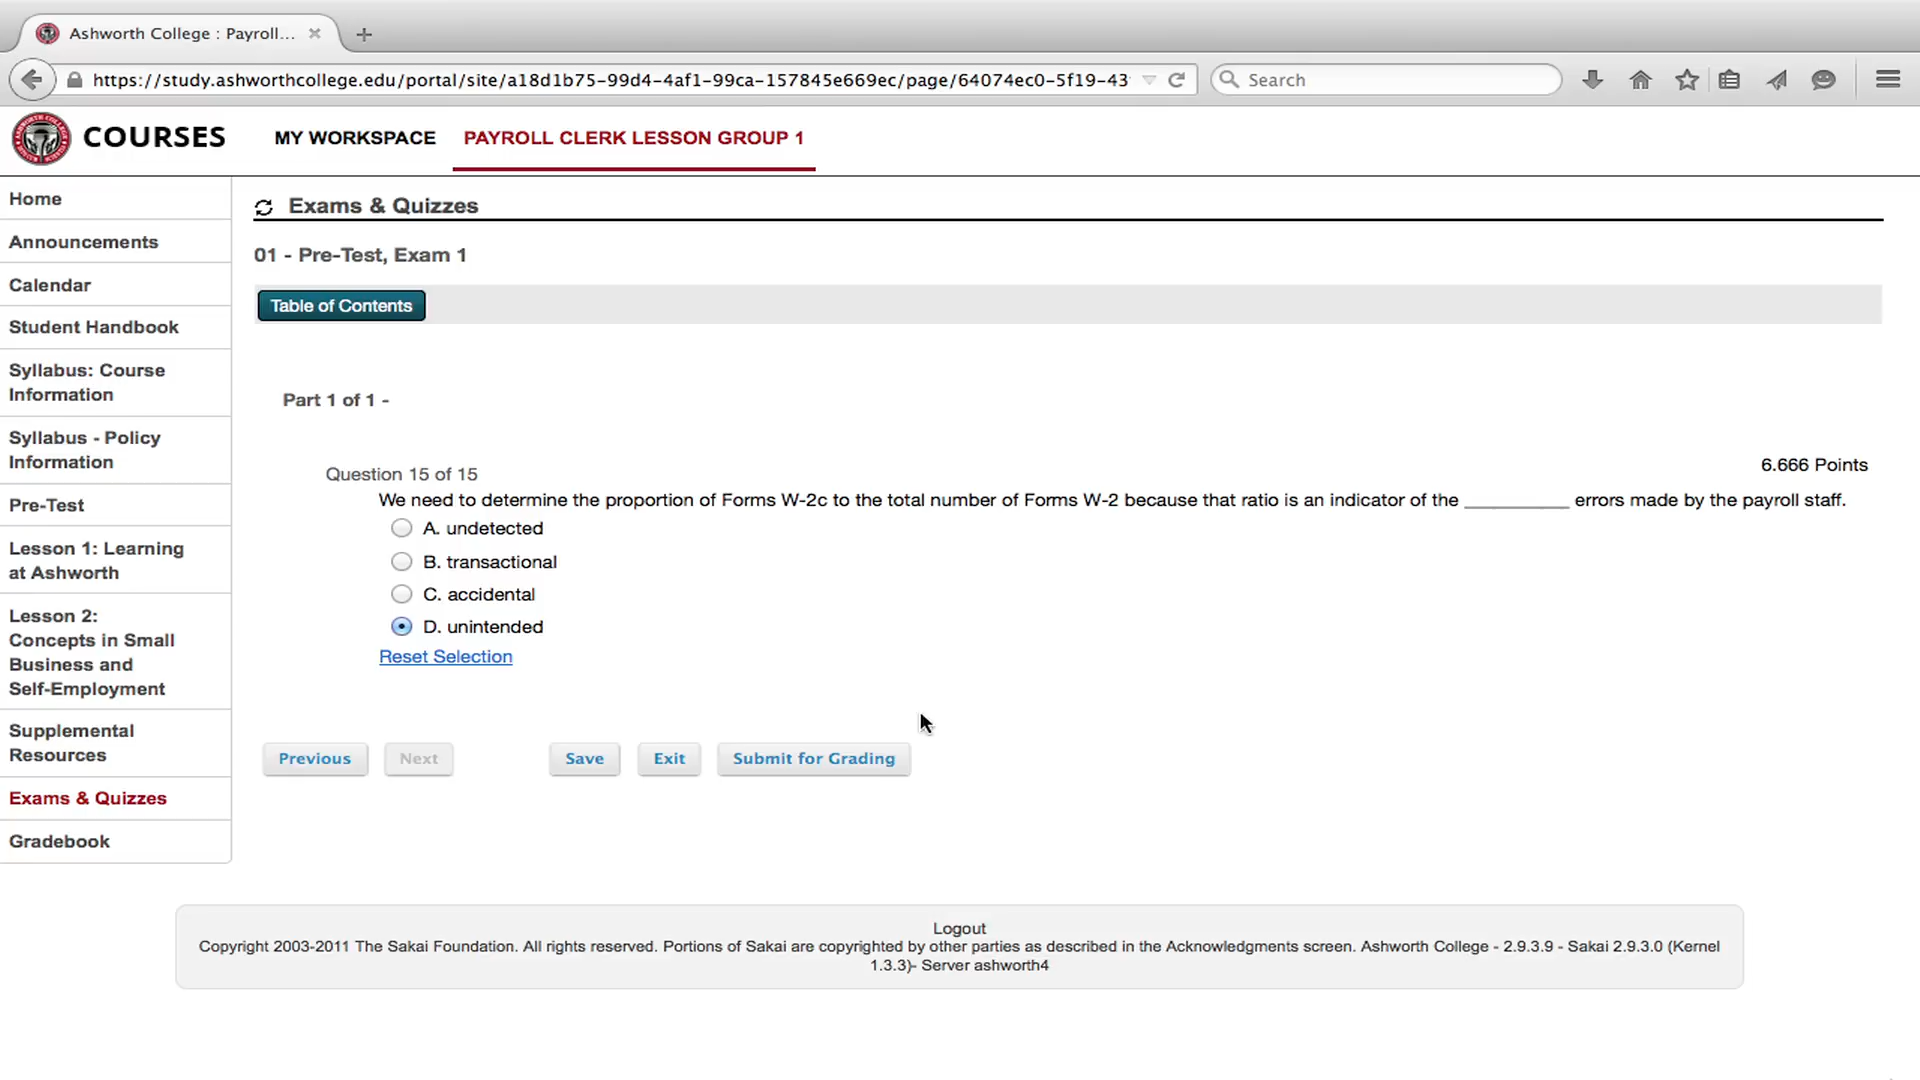 Ashworth College : Payroll...
https://study.ashworthcollege.edu/portal/site/a18d1b75-99d4-4af1-99ca-157845e669ec/page/64074ec0-5f19-43
Search
COURSES
MY WORKSPACE
PAYROLL CLERK LESSON GROUP 1
Home
Announcements
Calendar
Student Handbook
Syllabus: Course
Information
Syllabus - Policy
Information
Pre-Test
Lesson 1: Learning
at Ashworth
Lesson 2:
Concepts in Small
Business and
Self-Employment
Supplemental
Resources
Exams & Quizzes
Gradebook
Exams & Quizzes
01 - Pre-Test, Exam 1
Table of Contents
Part 1 of 1 -
Question 15 of 15
6.666 Points
We need to determine the proportion of Forms W-2c to the total number of Forms W-2 because that ratio is an indicator of the ___________ errors made by the payroll staff.
A. undetected
B. transactional
C. accidental
D. unintended
Reset Selection
Previous
Next
Save
Exit
Submit for Grading
Logout
Copyright 2003-2011 The Sakai Foundation. All rights reserved. Portions of Sakai are copyrighted by other parties as described in the Acknowledgments screen. Ashworth College - 2.9.3.9 - Sakai 2.9.3.0 (Kernel
1.3.3)- Server ashworth4